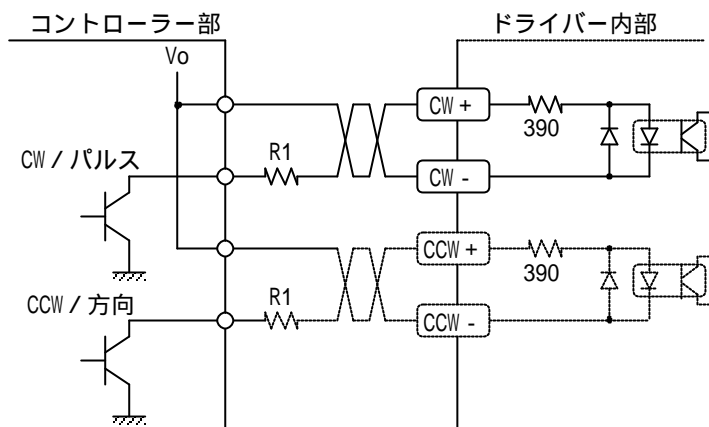 コントローラー部
ドライバー内部
Vo
CW +
390
CW / パルス
R1
CW -
CCW +
390
CCW / 方向
R1
CCW -